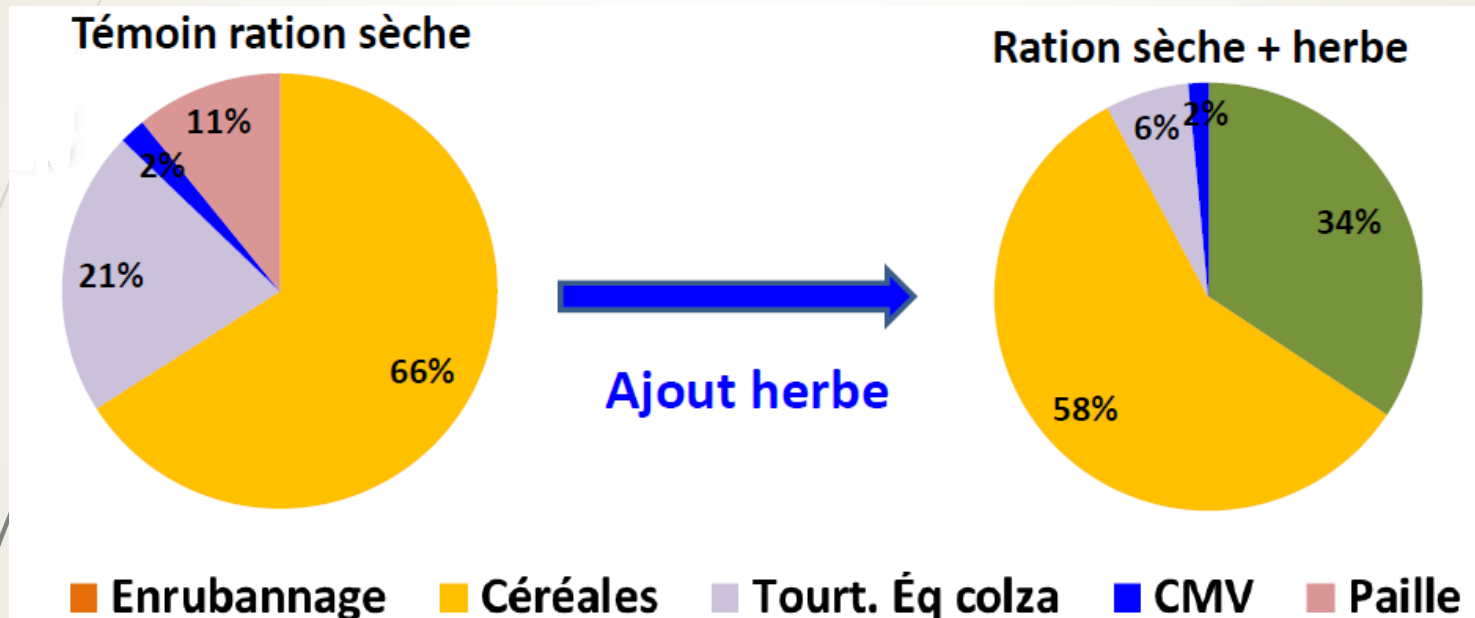 Témoin ration sèche
Ration sèche + herbe
11%
2%
21%
66%
Ajout herbe
6%
2%
34%
58%
Enrubannage Céréales Tourt. Éq colza CMV Paille